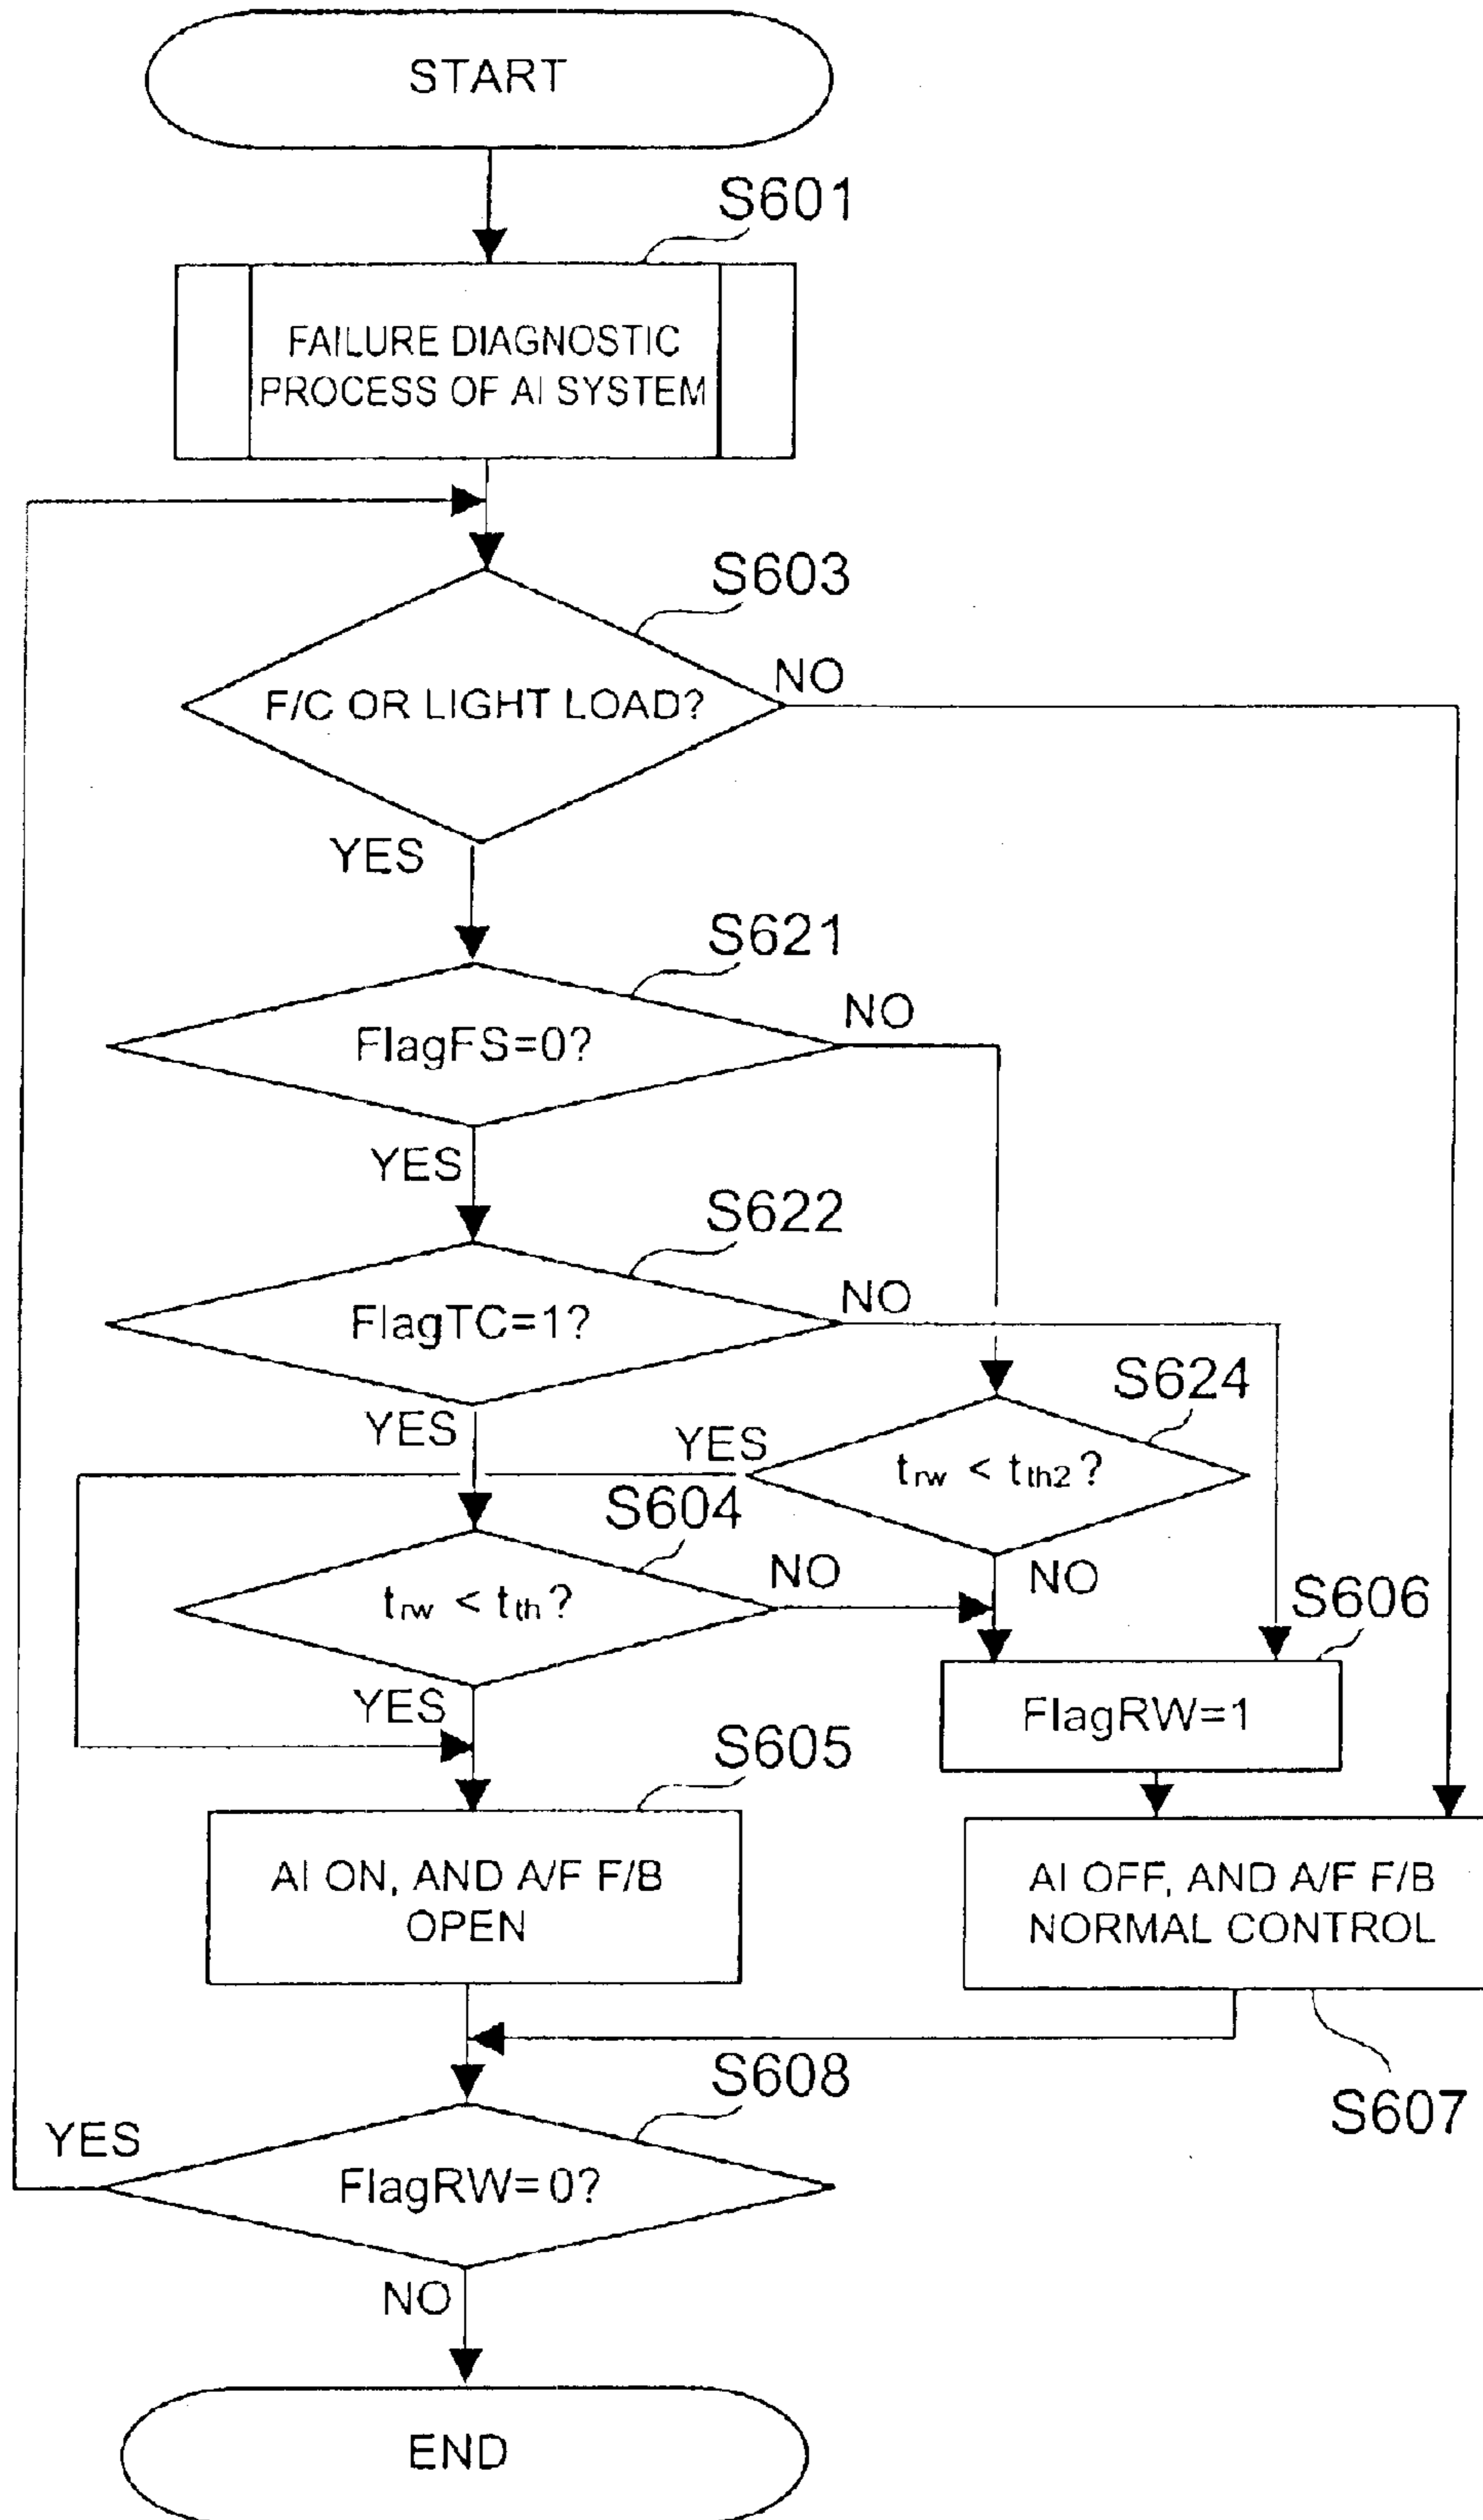 START
S601
FAILURE DIAGNOSTIC
PROCESS OF AI SYSTEM
S603
F/C OR LIGHT LOAD?
NO
YES
S621
FlagFS=0?
NO
YES
S622
FlagTC=1?
NO
YES
S624
YES
trw < tth2 ?
NO
S604
trw < tth ?
NO
YES
S606
FlagRW=1
S605
AI ON, AND A/F F/B
OPEN
AI OFF, AND A/F F/B
NORMAL CONTROL
S607
S608
YES
FlagRW=0?
NO
END